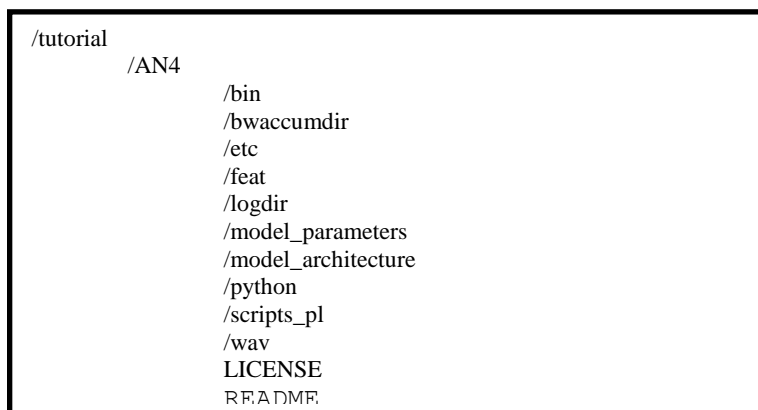 /tutorial
/AN4
/bin
/bwaccumdir
/etc
/feat
/logdir
/model_parameters
/model_architecture
/python
/scripts_pl
/wav
LICENSE
README